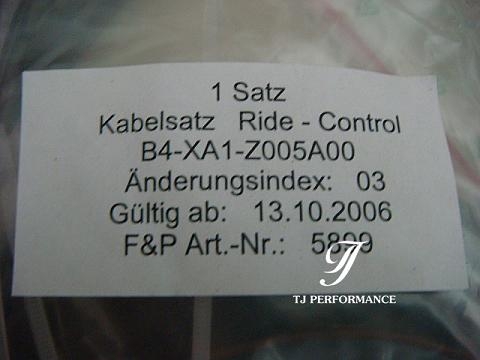 1 Satz
Kabelsatz Ride - Control
B4-XA1-Z005A00
Änderungsindex: 03
Gültig ab: 13.10.2006
F&P Art.-Nr.: 5899
TJ
TJ PERFORMANCE